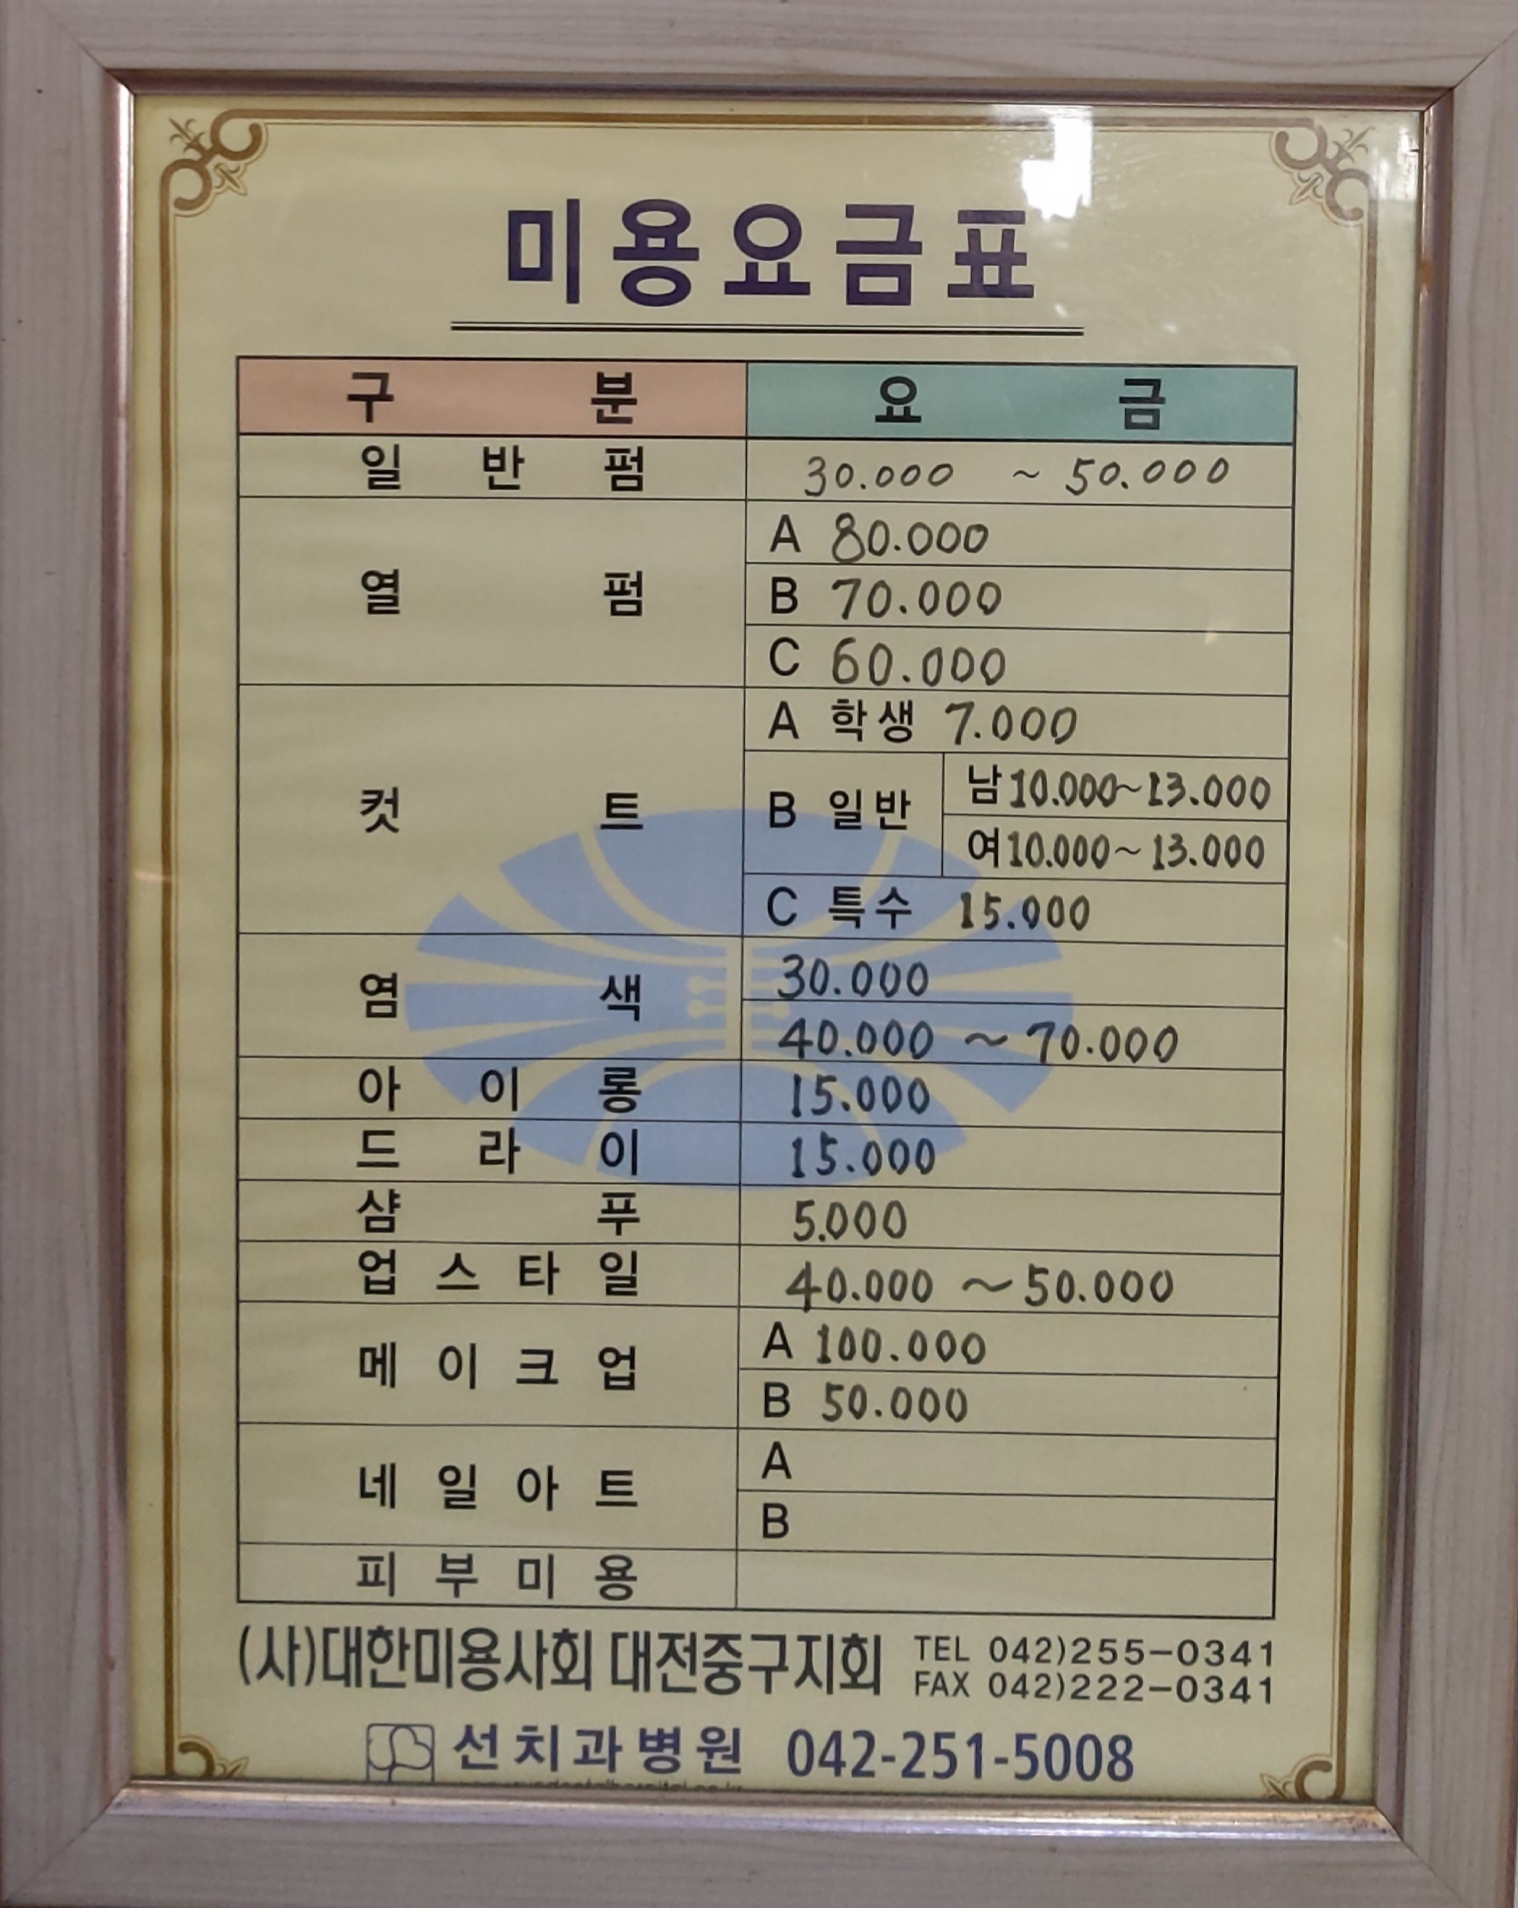 미용요금표
구분 요금
일반펌 30.000 ~ 50.000
열펌 A 80.000
B 70.000
C 60.000
컷트 A 학생 7.000
B 일반 남 10.000~13.000
여 10.000~13.000
C 특수 15.000
염색 30.000
40.000 ~ 70.000
아이롱 15.000
드라이 15.000
샴푸 5.000
업스타일 40.000 ~ 50.000
메이크업 A 100.000
B 50.000
네일아트 A
B
피부미용
(사)대한미용사회 대전중구지회 TEL 042)255-0341
FAX 042)222-0341
선치과병원 042-251-5008